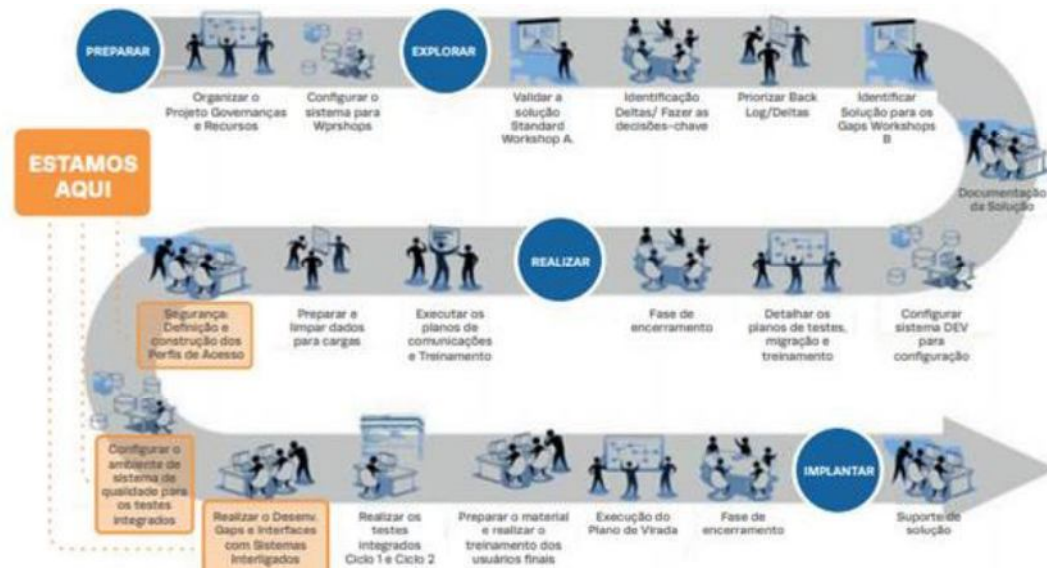 PREPARAR
Organizar o
Projeto Governanças
e Recursos
Configurar o
sistema para
Wprshops
EXPLORAR
Validar a
solução
Standard
Workshop A.
Identificação
Deltas/ Fazer as
decisões-chave
Priorizar Back
Log/Deltas
Identificar
Solução para os
Gaps Workshops
B
Documentação
da Solução
ESTAMOS
AQUI
Configurar
sistema DEV
para
configuração
Detalhar os
planos de testes,
migração e
treinamento
Fase de
encerramento
REALIZAR
Executar os
planos de
comunicações
e Treinamento
Preparar e
limpar dados
para cargas
Segurança:
Definição e
construção dos
Perfis de Acesso
Configurar o
ambiente de
sistema de
qualidade para
os testes
integrados
Realizar o Desenv.
Gaps e Interfaces
com Sistemas
Interligados
Realizar os
testes
integrados
Ciclo 1 e Ciclo 2
Preparar o material
e realizar o
treinamento dos
usuários finais
Execução do
Plano de Virada
Fase de
encerramento
IMPLANTAR
Suporte de
solução